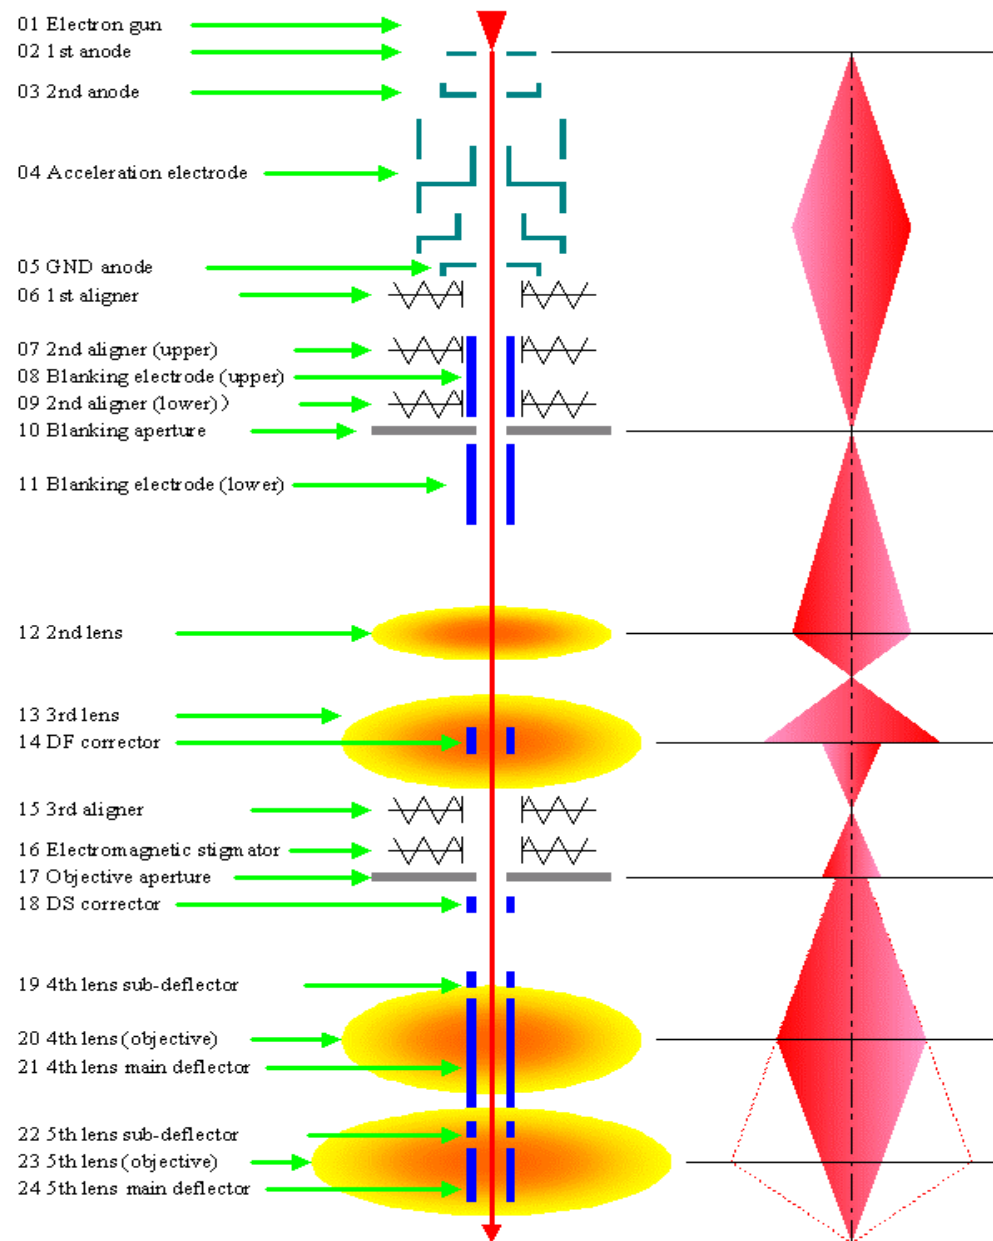 01 Electron gun
02 1st anode
03 2nd anode
04 Acceleration electrode
05 GND anode
06 1st aligner
07 2nd aligner (upper)
08 Blanking electrode (upper)
09 2nd aligner (lower) )
10 Blanking aperture
11 Blanking electrode (lower)
12 2nd lens
13 3rd lens
14 DF corrector
15 3rd aligner
16 Electromagnetic stigmator
17 Objective aperture
18 DS corrector
19 4th lens sub-deflector
20 4th lens (objective)
21 4th lens main deflector
22 5th lens sub-deflector
23 5th lens (objective)
24 5th lens main deflector